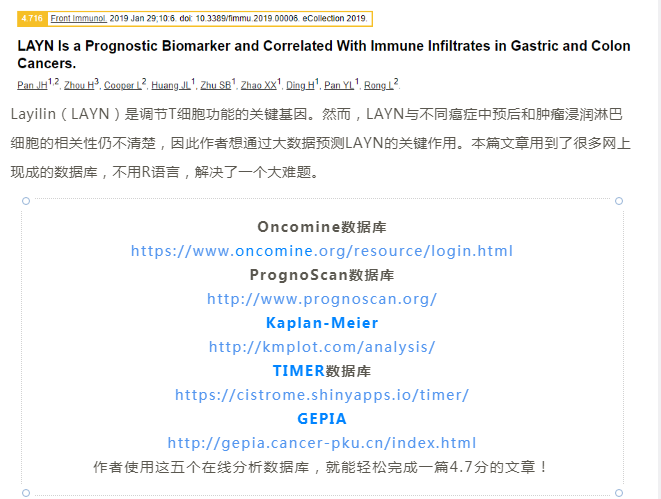 4.716 Front Immunol. 2019 Jan 29;10:6. doi: 10.3389/fimmu.2019.00006. eCollection 2019.
LAYN Is a Prognostic Biomarker and Correlated With Immune Infiltrates in Gastric and Colon
Cancers.
Pan JH1,2, Zhou H3, Cooper L2, Huang JL1, Zhu SB1, Zhao XX1, Ding H1, Pan YL1, Rong L2.
Layilin（LAYN）是调节T细胞功能的关键基因。然而，LAYN与不同癌症中预后和肿瘤浸润淋巴
细胞的相关性仍不清楚，因此作者想通过大数据预测LAYN的关键作用。本篇文章用到了很多网上
现成的数据库，不用R语言，解决了一个大难题。
Oncomine数据库
https://www.oncomine.org/resource/login.html
PrognoScan数据库
http://www.prognoscan.org/
Kaplan-Meier
http://kmplot.com/analysis/
TIMER数据库
https://cistrome.shinyapps.io/timer/
GEPIA
http://gepia.cancer-pku.cn/index.html
作者使用这五个在线分析数据库，就能轻松完成一篇4.7分的文章！